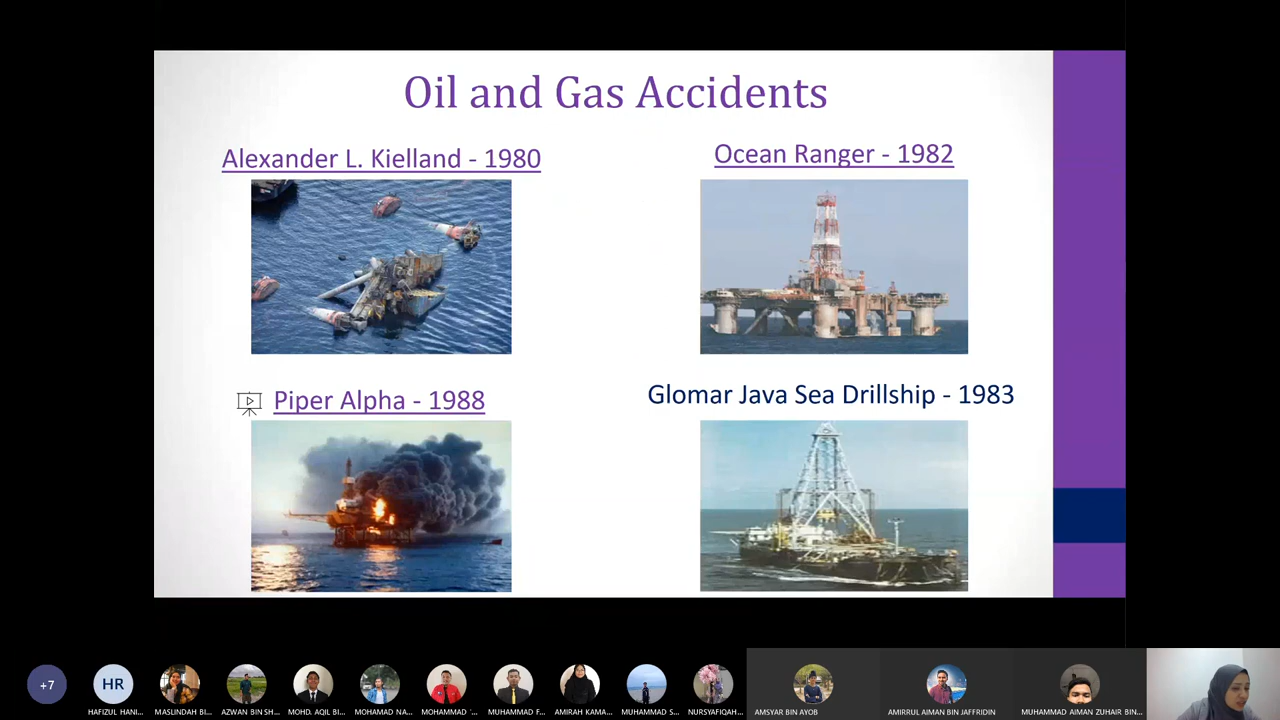 Oil and Gas Accidents
Alexander L. Kielland - 1980
Ocean Ranger - 1982
Piper Alpha - 1988
Glomar Java Sea Drillship - 1983
+7
HR
HAFIZUL HANI...
MASLINDAH BI...
AZWAN BIN SH...
MOHD. AQIL BI...
MOHAMAD NA...
MOHAMMAD '...
MUHAMMAD F...
AMIRAH KAMA...
MUHAMMAD S...
NURSYAFIQAH...
AMSYAR BIN AYOB
AMIRRUL AIMAN BIN JAFFRIDIN
MUHAMMAD AIMAN ZUHAIR BIN...